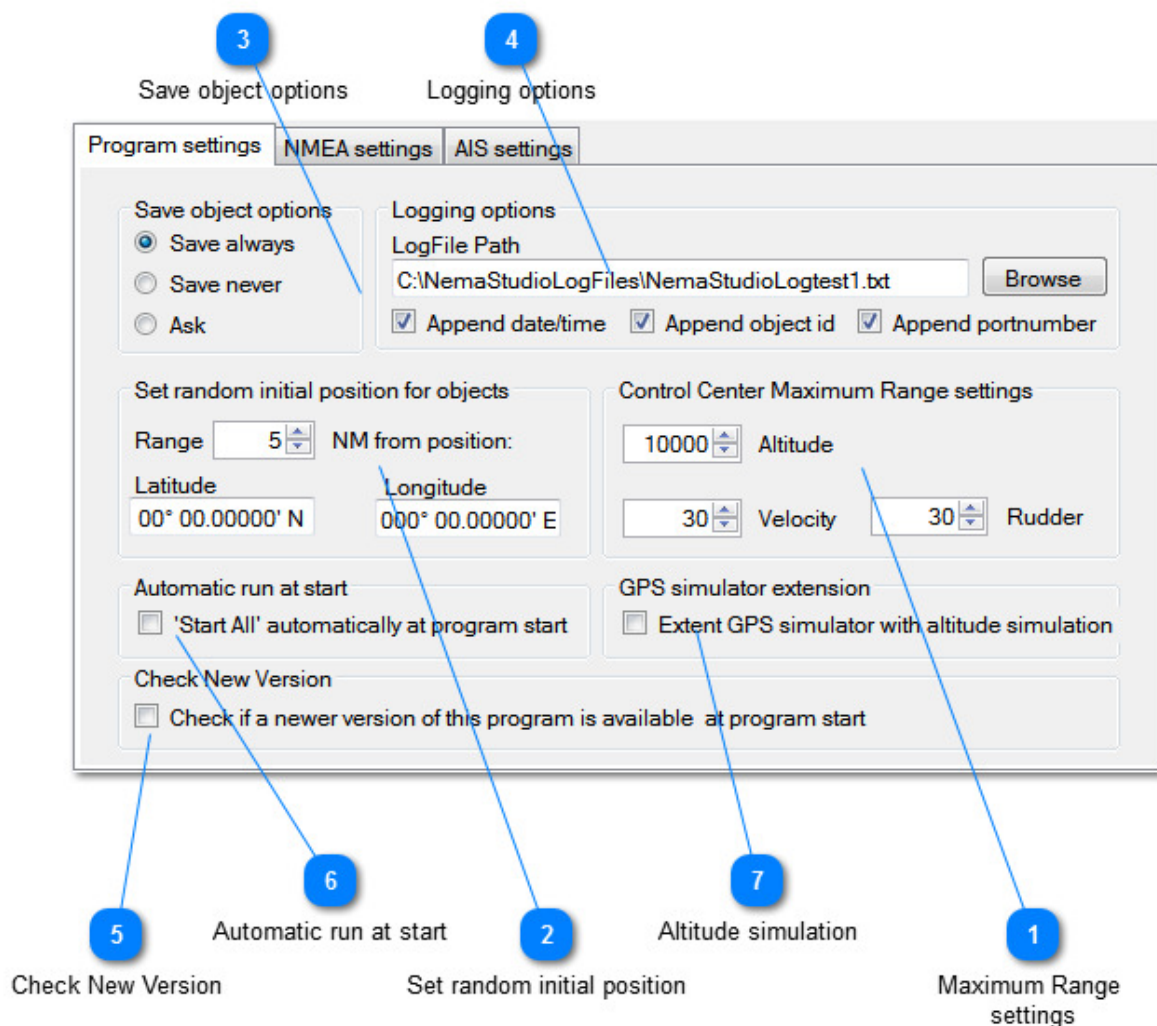 3
4
Save object options
Logging options
Program settings
NMEA settings
AIS settings
Save object options
Save always
Save never
Ask
Logging options
LogFile Path
C:\NemaStudioLogFiles\NemaStudioLogtest1.txt
Browse
Append date/time
Append object id
Append portnumber
Set random initial position for objects
Range 5 NM from position:
Latitude
Longitude
00° 00.00000' N
000° 00.00000' E
Control Center Maximum Range settings
10000 Altitude
30 Velocity
30 Rudder
Automatic run at start
'Start All' automatically at program start
GPS simulator extension
Extent GPS simulator with altitude simulation
Check New Version
Check if a newer version of this program is available at program start
6
7
Automatic run at start
Altitude simulation
5
2
1
Check New Version
Set random initial position
Maximum Range
settings